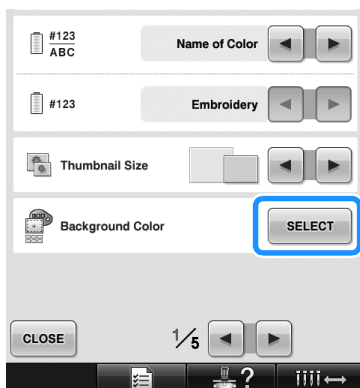 #123
ABC
Name of Color
#123
Embroidery
Thumbnail Size
Background Color
SELECT
CLOSE
1/5
?